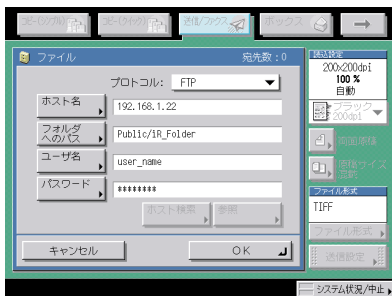 コピー(シンプル)
コピー(クイック)
送信/ファクス
ボックス
ファイル
宛先数:0
プロトコル: FTP
ホスト名
192.168.1.22
フォルダ
へのパス
Public/iR_Folder
ユーザ名
user_name
パスワード
********
ホスト検索
参照
キャンセル
OK
読込設定
200x200dpi
100 %
自動
ブラック
200dpi
両面原稿
原稿サイズ
混載
ファイル形式
TIFF
ファイル形式
送信設定
システム状況/中止